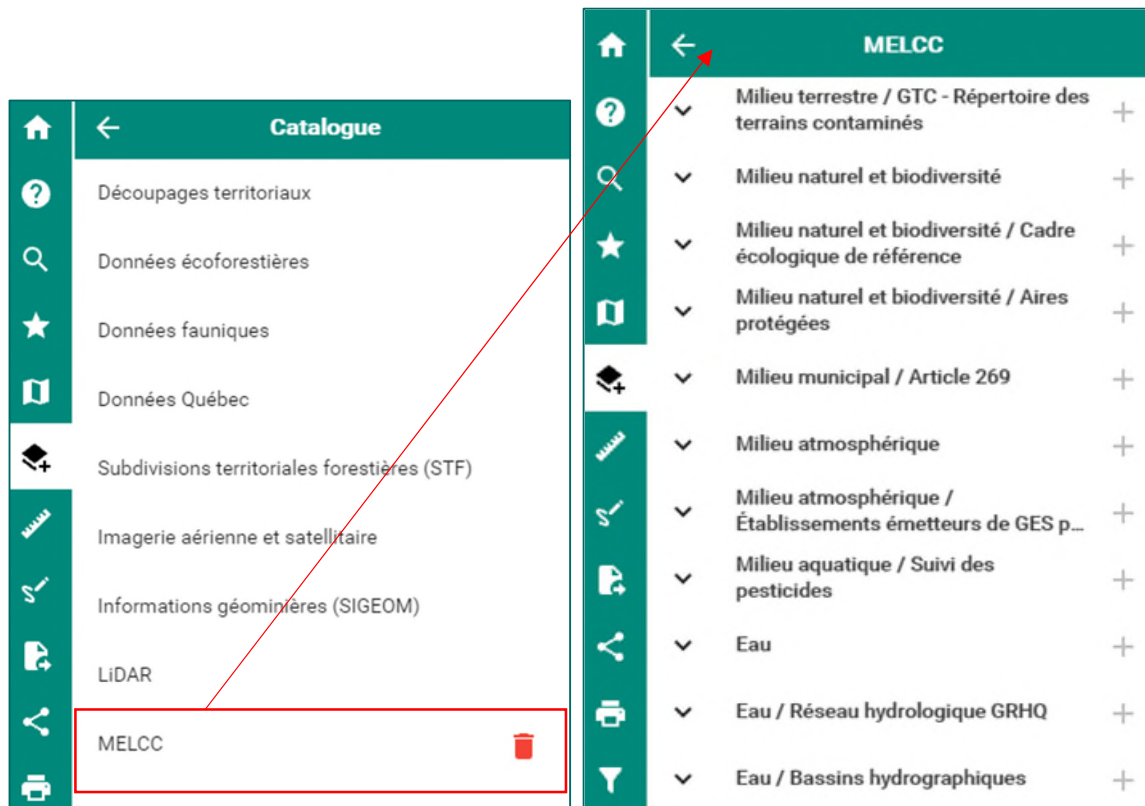 Catalogue
Découpages territoriaux
Données écoforestières
Données fauniques
Données Québec
Subdivisions territoriales forestières (STF)
Imagerie aérienne et satellitaire
Informations géominières (SIGEOM)
LiDAR
MELCC
MELCC
Milieu terrestre / GTC - Répertoire des
terrains contaminés
Milieu naturel et biodiversité
Milieu naturel et biodiversité / Cadre
écologique de référence
Milieu naturel et biodiversité / Aires
protégées
Milieu municipal / Article 269
Milieu atmosphérique
Milieu atmosphérique /
Établissements émetteurs de GES p...
Milieu aquatique / Suivi des
pesticides
Eau
Eau / Réseau hydrologique GRHQ
Eau / Bassins hydrographiques